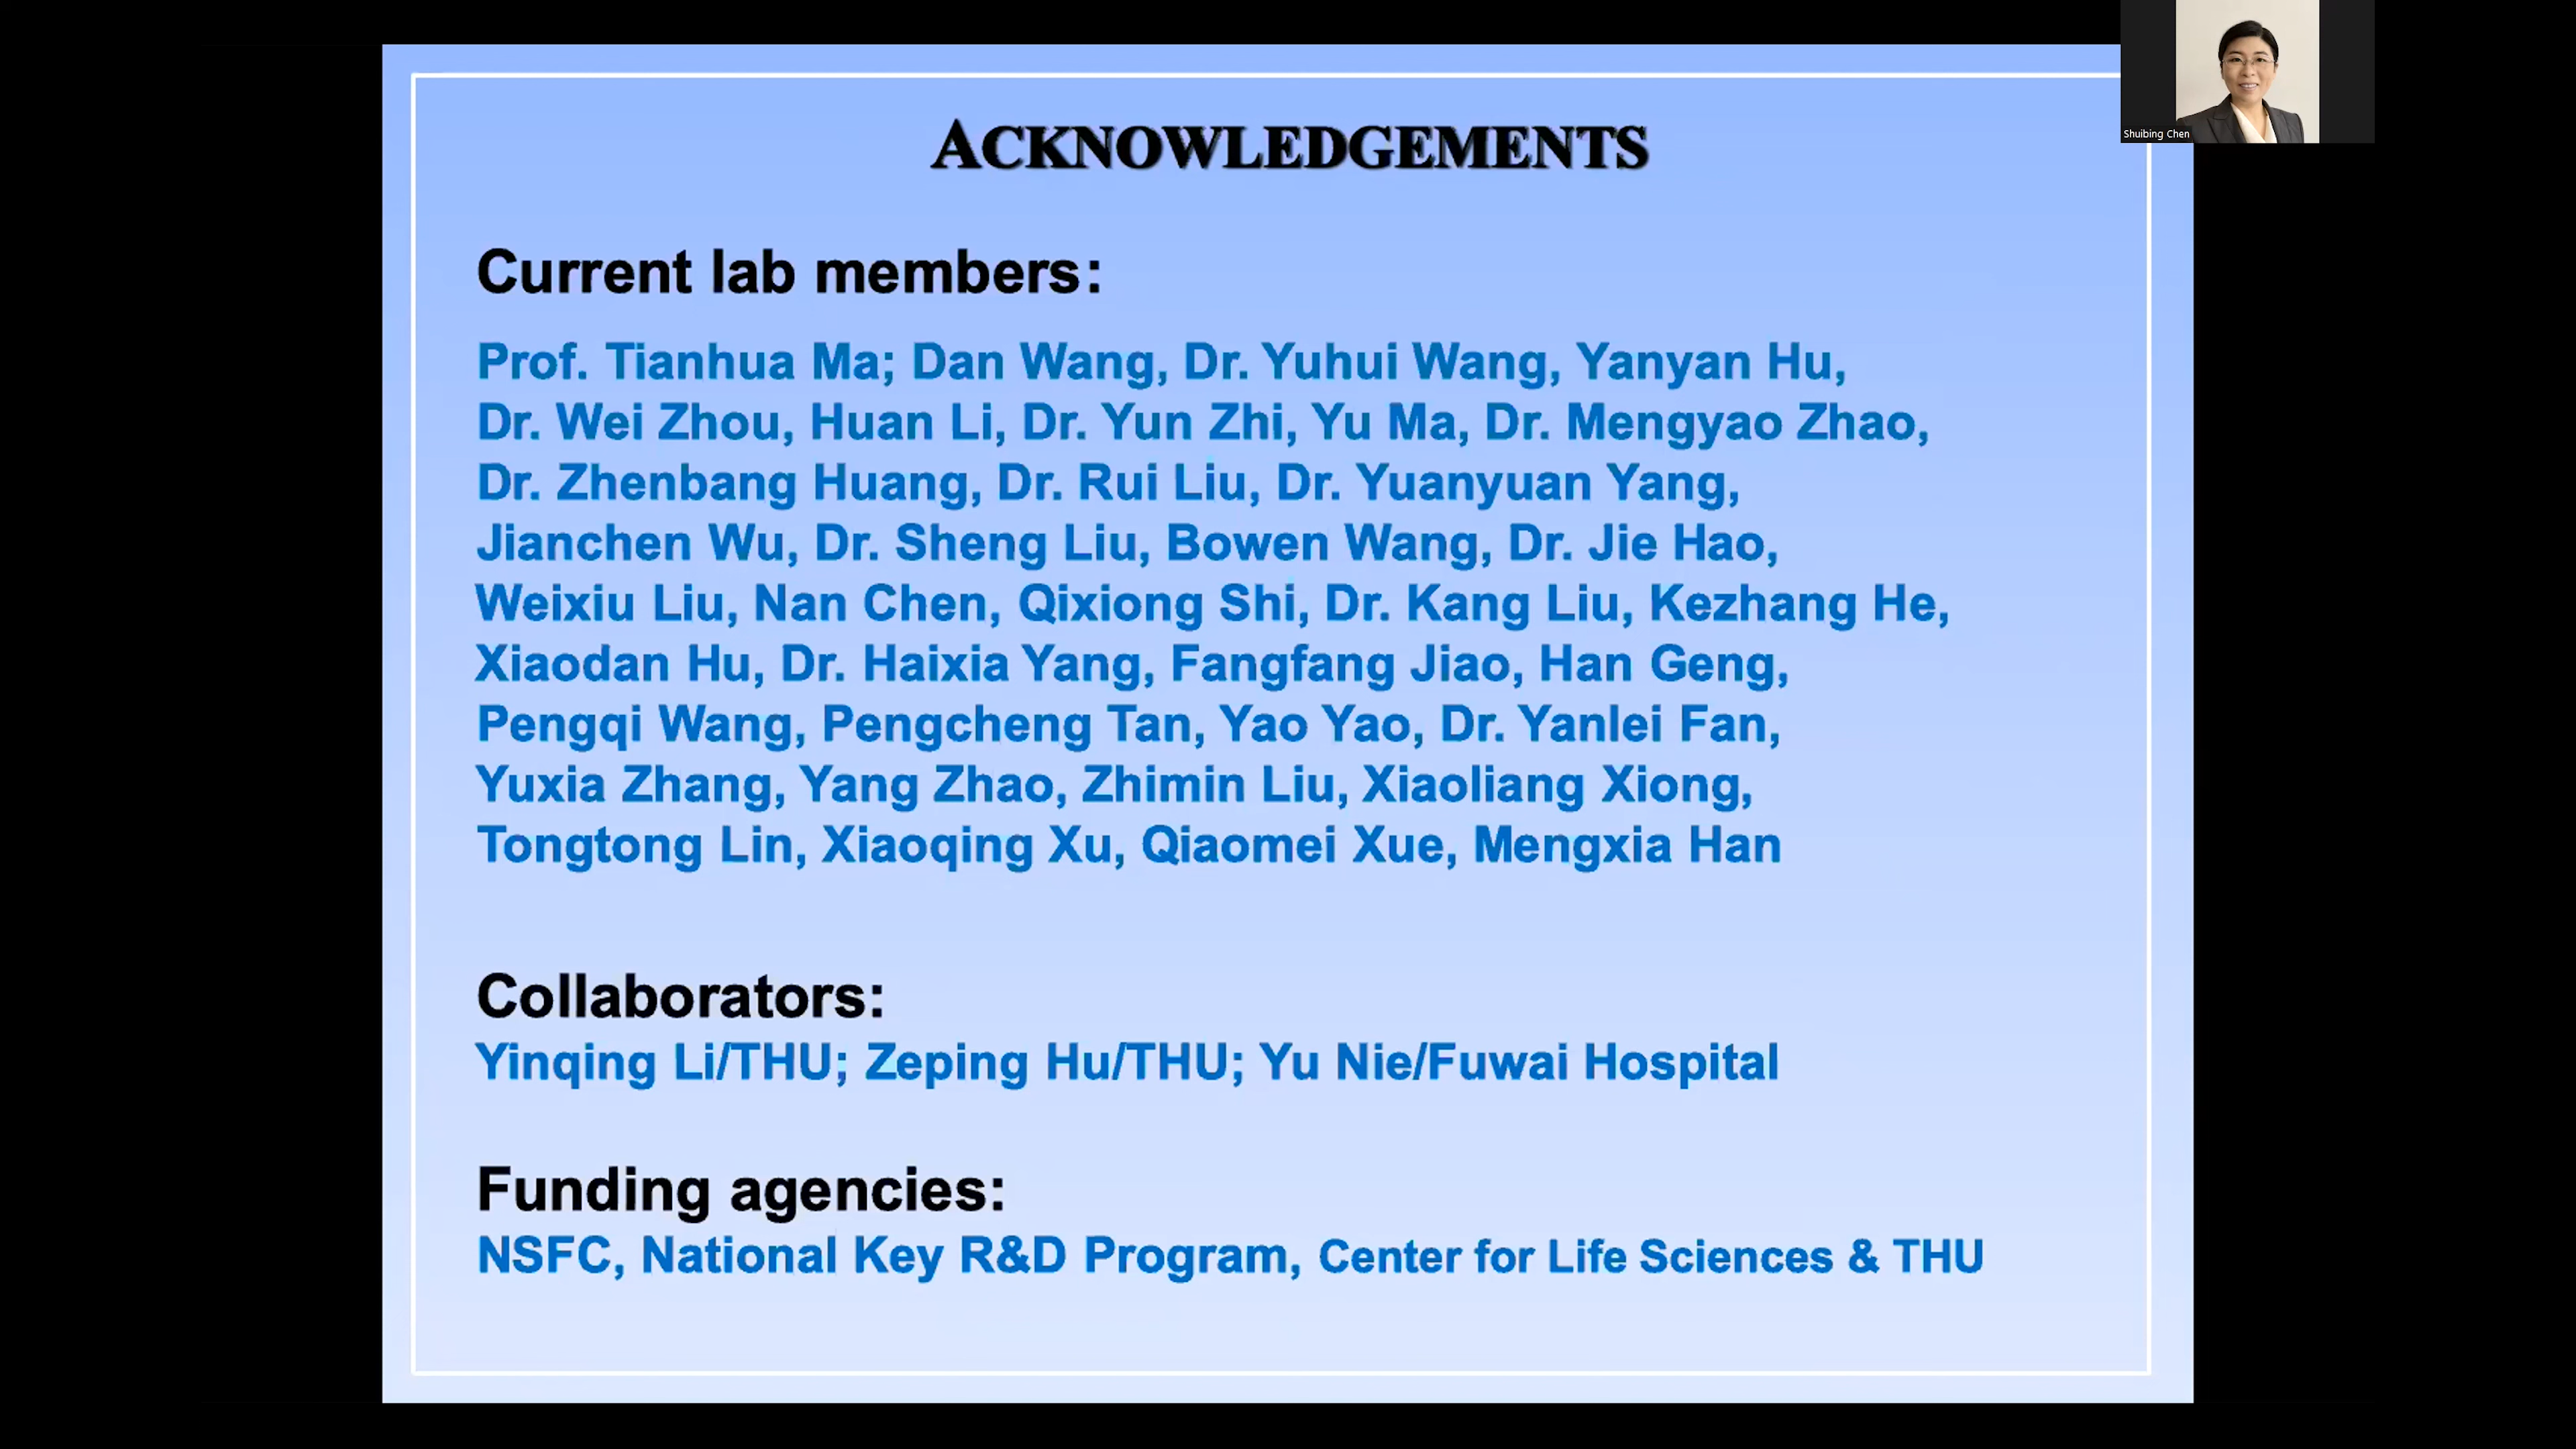 Shuibing Chen
ACKNOWLEDGEMENTS
Current lab members:
Prof. Tianhua Ma; Dan Wang, Dr. Yuhui Wang, Yanyan Hu,
Dr. Wei Zhou, Huan Li, Dr. Yun Zhi, Yu Ma, Dr. Mengyao Zhao,
Dr. Zhenbang Huang, Dr. Rui Liu, Dr. Yuanyuan Yang,
Jianchen Wu, Dr. Sheng Liu, Bowen Wang, Dr. Jie Hao,
Weixiu Liu, Nan Chen, Qixiong Shi, Dr. Kang Liu, Kezhang He,
Xiaodan Hu, Dr. Haixia Yang, Fangfang Jiao, Han Geng,
Pengqi Wang, Pengcheng Tan, Yao Yao, Dr. Yanlei Fan,
Yuxia Zhang, Yang Zhao, Zhimin Liu, Xiaoliang Xiong,
Tongtong Lin, Xiaoqing Xu, Qiaomei Xue, Mengxia Han
Collaborators:
Yinqing Li/THU; Zeping Hu/THU; Yu Nie/Fuwai Hospital
Funding agencies:
NSFC, National Key R&D Program, Center for Life Sciences & THU